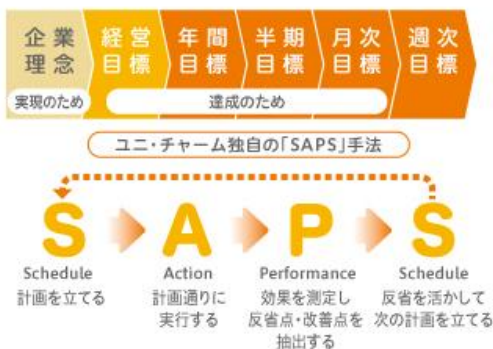 企業理念
経営目標
年間目標
半期目標
月次目標
週次目標
実現のため
達成のため
ユニ・チャーム独自の「SAPS」手法
S
A
P
S
Schedule
計画を立てる
Action
計画通りに
実行する
Performance
効果を測定し
反省点・改善点を
抽出する
Schedule
反省を活かして
次の計画を立てる